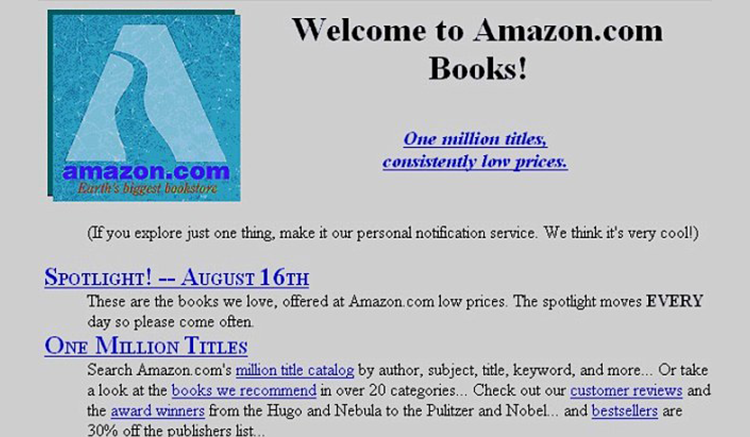 Welcome to Amazon.com
Books!
amazon.com
Earth's biggest bookstore
One million titles,
consistently low prices.
(If you explore just one thing, make it our personal notification service. We think it's very cool!)
SPOTLIGHT! -- AUGUST 16TH
These are the books we love, offered at Amazon.com low prices. The spotlight moves EVERY
day so please come often.
ONE MILLION TITLES
Search Amazon.com's million title catalog by author, subject, title, keyword, and more... Or take
a look at the books we recommend in over 20 categories... Check out our customer reviews and
the award winners from the Hugo and Nebula to the Pulitzer and Nobel... and bestsellers are
30% off the publishers list...